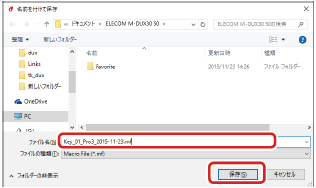 名前を付けて保存
« ドキュメント › ELECOM M-DUX30 50 ›
ELECOM M-DUX30 50の検索
整理 新しいフォルダー
名前 更新日時 種類
dux
Links
tk_dux
新しいフォルダー
OneDrive
PC
Favorite 2015/11/23 14:26 ファイル フォルダー
ファイル名(N): Key_01_Pro3_2015-11-23.mf
ファイルの種類(T): Macro File (*.mf)
フォルダーの非表示
保存(S) キャンセル